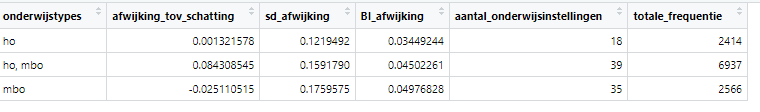 onderwijstypes afwijking_tov_schatting sd_afwijking BI_afwijking aantal_onderwijsinstellingen totale_frequentie
ho 0.001321578 0.1219492 0.03449244 18 2414
ho, mbo 0.084308545 0.1591790 0.04502261 39 6937
mbo -0.025110515 0.1759575 0.04976828 35 2566